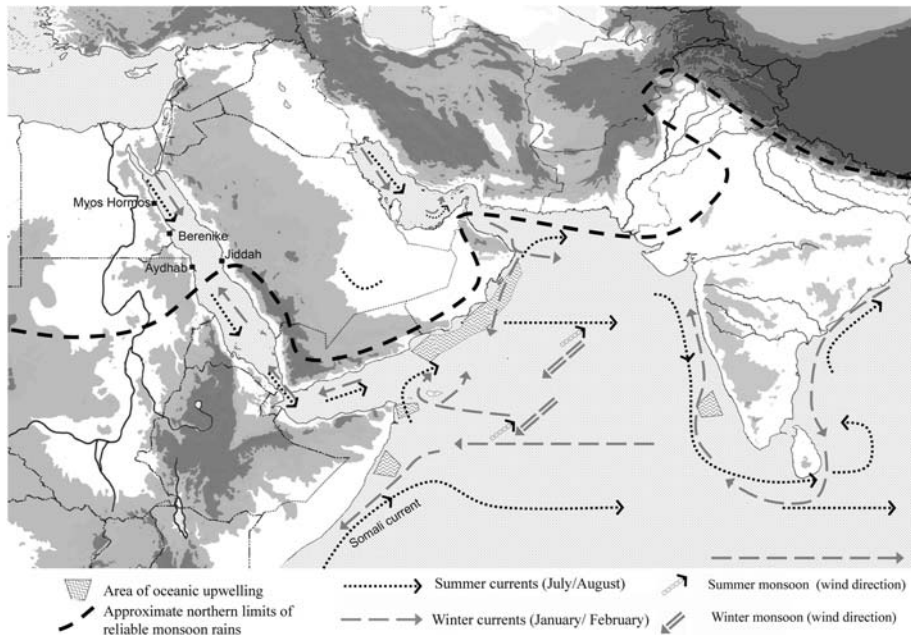 Myos Hormos
Berenike
Jiddah
Aydhab
Somali current
Area of oceanic upwelling
Approximate northern limits of
reliable monsoon rains
Summer currents (July/August)
Winter currents (January/ February)
Summer monsoon (wind direction)
Winter monsoon (wind direction)